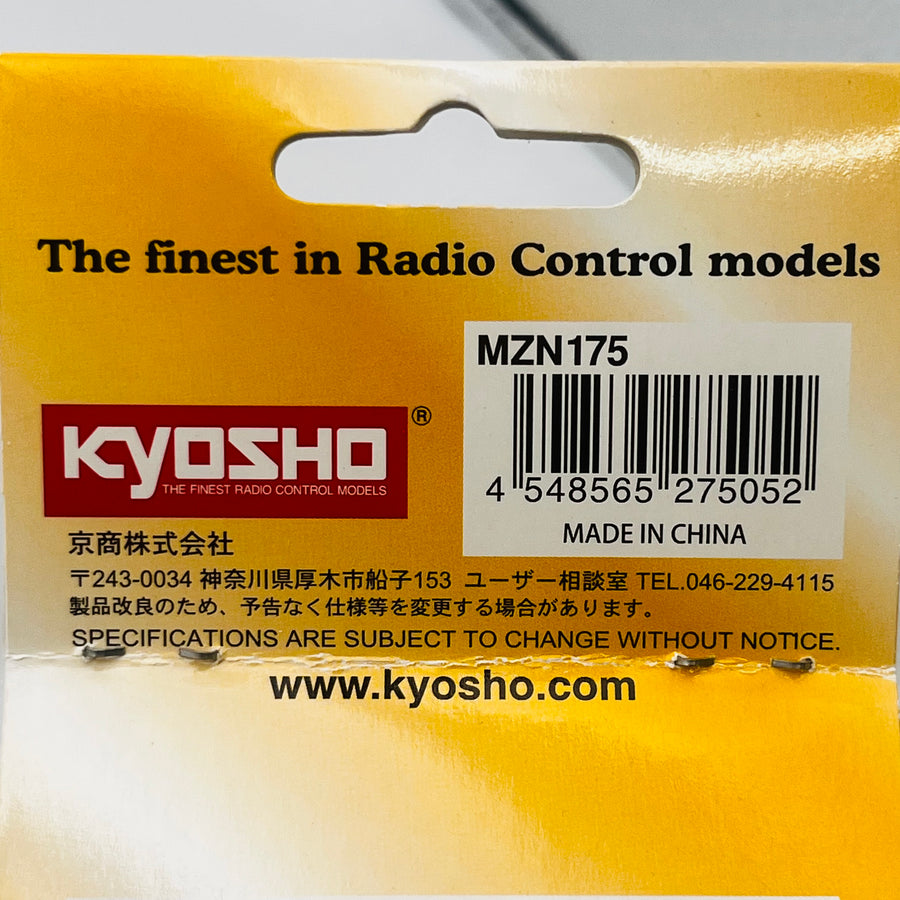 The finest in Radio Control models
MZN175
4 548565 275052
MADE IN CHINA
KYOSHO ®
THE FINEST RADIO CONTROL MODELS
京商株式会社
〒243-0034 神奈川県厚木市船子153 ユーザー相談室 TEL.046-229-4115
製品改良のため、予告なく仕様等を変更する場合があります。
SPECIFICATIONS ARE SUBJECT TO CHANGE WITHOUT NOTICE.
www.kyosho.com